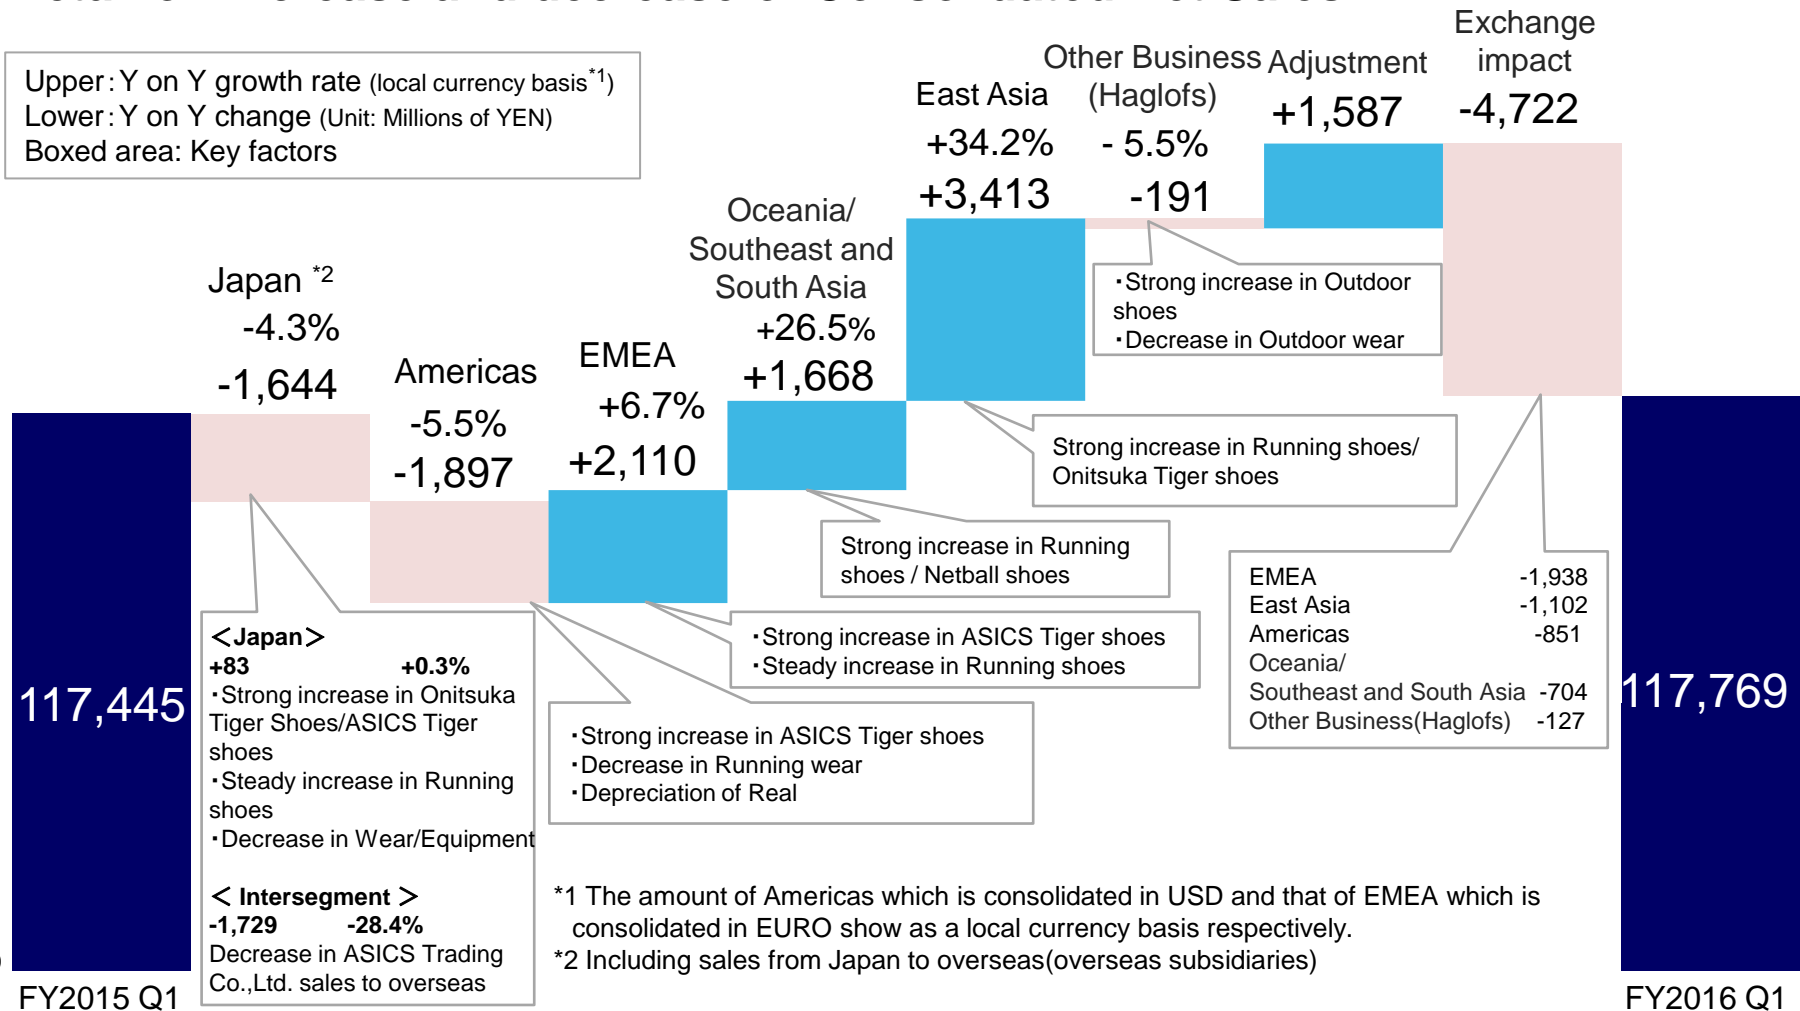 Upper:Y on Y growth rate (local currency basis*1)
Lower:Y on Y change (Unit: Millions of YEN)
Boxed area: Key factors
Japan *2
-4.3%
-1,644
Americas
-5.5%
-1,897
EMEA
+6.7%
+2,110
Oceania/
Southeast and
South Asia
+26.5%
+1,668
East Asia
+34.2%
+3,413
Other Business
(Haglofs)
- 5.5%
-191
Adjustment
+1,587
Exchange
impact
-4,722
・Strong increase in Outdoor
shoes
・Decrease in Outdoor wear
Strong increase in Running shoes/
Onitsuka Tiger shoes
Strong increase in Running
shoes / Netball shoes
・Strong increase in ASICS Tiger shoes
・Steady increase in Running shoes
・Strong increase in ASICS Tiger shoes
・Decrease in Running wear
・Depreciation of Real
<Japan>
+83 +0.3%
・Strong increase in Onitsuka
Tiger Shoes/ASICS Tiger
shoes
・Steady increase in Running
shoes
・Decrease in Wear/Equipment
< Intersegment >
-1,729 -28.4%
Decrease in ASICS Trading
Co.,Ltd. sales to overseas
EMEA -1,938
East Asia -1,102
Americas -851
Oceania/
Southeast and South Asia -704
Other Business(Haglofs) -127
117,445
117,769
*1 The amount of Americas which is consolidated in USD and that of EMEA which is
consolidated in EURO show as a local currency basis respectively.
*2 Including sales from Japan to overseas(overseas subsidiaries)
FY2015 Q1
FY2016 Q1